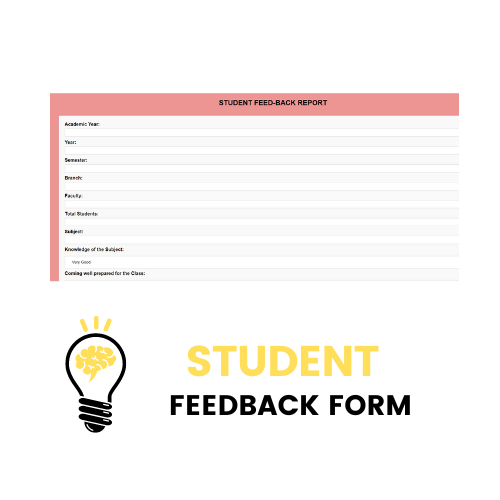 STUDENT FEED-BACK REPORT
Academic Year:
Year:
Semester:
Branch:
Faculty:
Total Students:
Subject:
Knowledge of the Subject:
Very Good
Coming well prepared for the Class:
STUDENT
FEEDBACK FORM